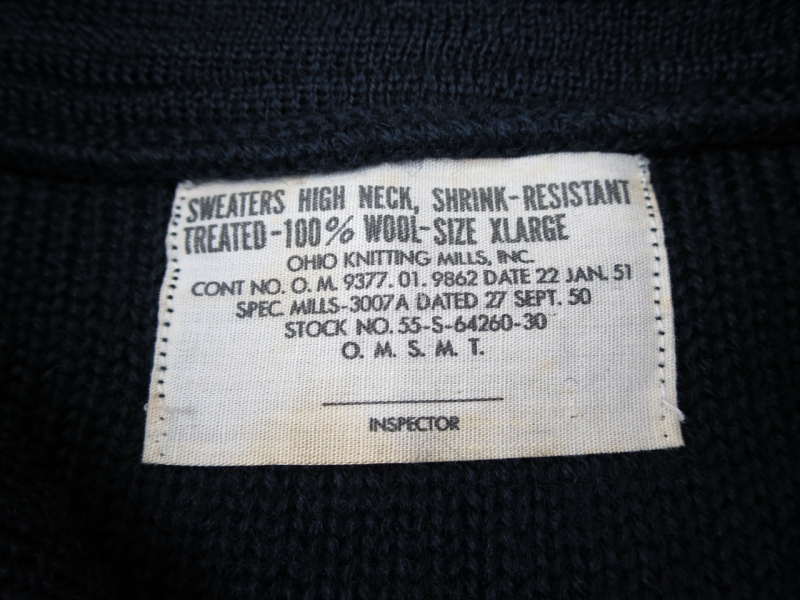 SWEATERS HIGH NECK, SHRINK-RESISTANT
TREATED-100% WOOL-SIZE XLARGE
OHIO KNITTING MILLS, INC.
CONT NO. O. M. 9377. 01. 9862 DATE 22 JAN. 51
SPEC. MILLS-3007A DATED 27 SEPT. 50
STOCK NO. 55-S-64260-30
O. M. S. M. T.
INSPECTOR